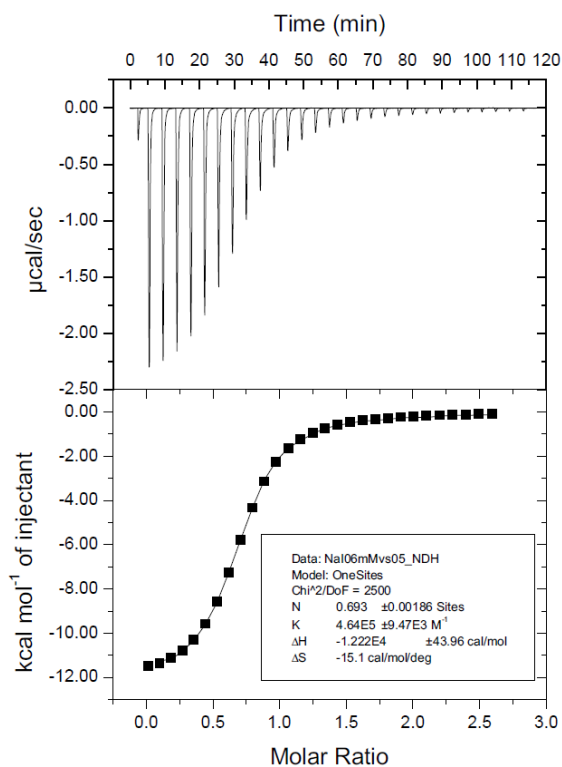 Time (min)
0 10 20 30 40 50 60 70 80 90 100 110 120
0.00
-0.50
-1.00
-1.50
-2.00
-2.50
µcal/sec
0.00
-2.00
-4.00
-6.00
-8.00
-10.00
-12.00
kcal mol⁻¹ of injectant
Data: NaI06mMvs05_NDH
Model: OneSites
Chi^2/DoF = 2500
N 0.693 ±0.00186 Sites
K 4.64E5 ±9.47E3 M⁻¹
ΔH -1.222E4 ±43.96 cal/mol
ΔS -15.1 cal/mol/deg
0.0 0.5 1.0 1.5 2.0 2.5 3.0
Molar Ratio